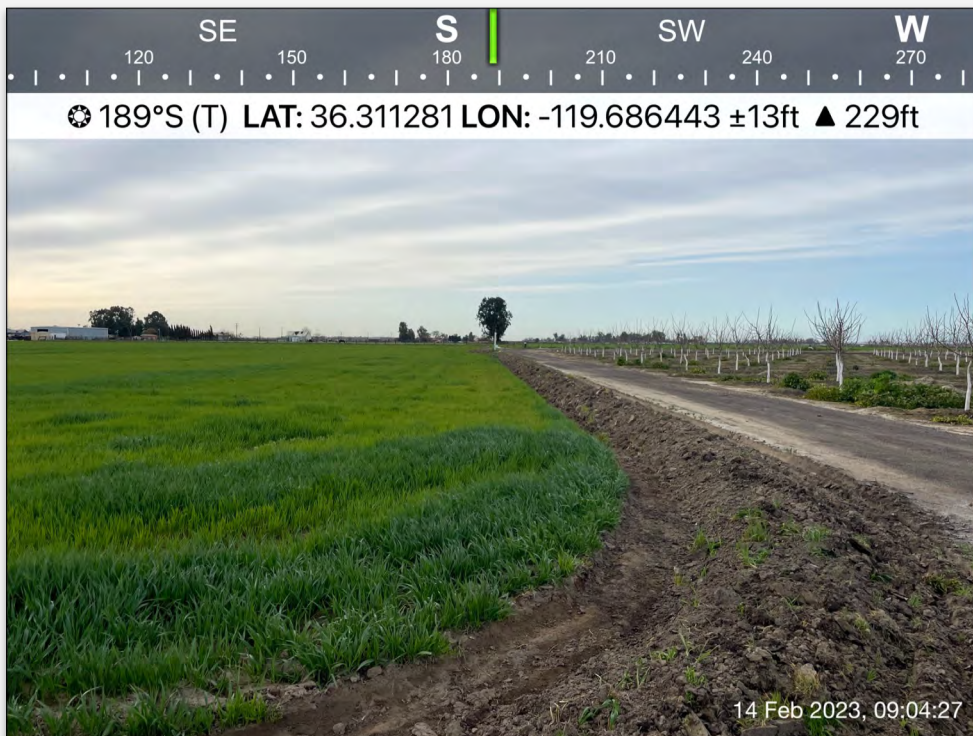 SE S SW W
120 150 180 210 240 270
189°S (T) LAT: 36.311281 LON: -119.686443 ±13ft ▲ 229ft
14 Feb 2023, 09:04:27